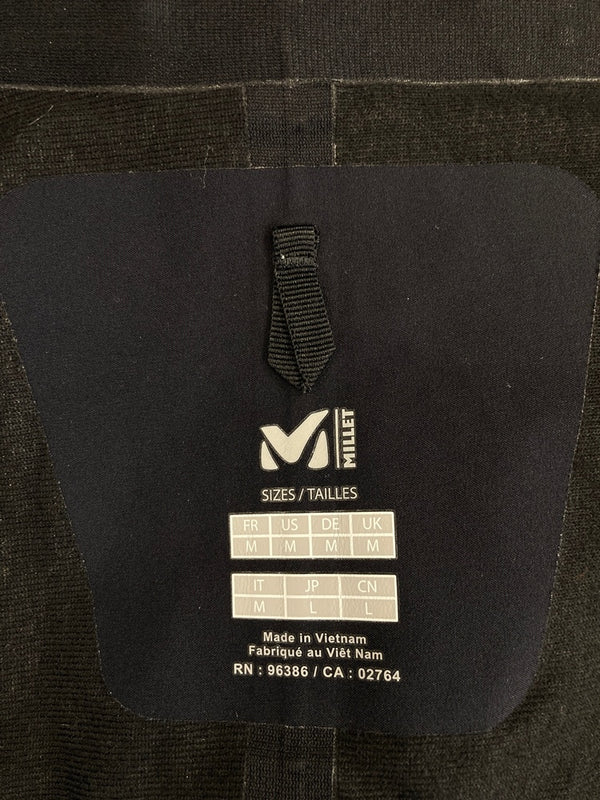 MILLET
SIZES / TAILLES
FR US DE UK
M M M M
IT JP CN
M L L
Made in Vietnam
Fabriqué au Viêt Nam
RN : 96386 / CA : 02764